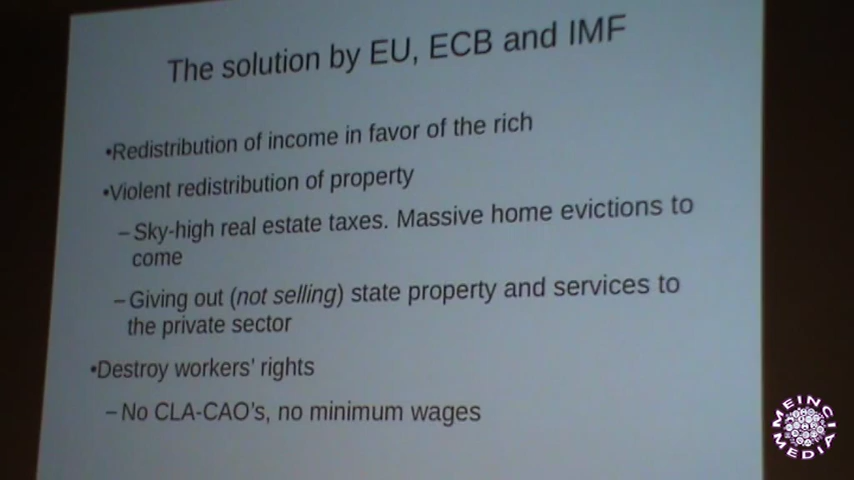 The solution by EU, ECB and IMF
•Redistribution of income in favor of the rich
•Violent redistribution of property
–Sky-high real estate taxes. Massive home evictions to
come
–Giving out (not selling) state property and services to
the private sector
•Destroy workers’ rights
–No CLA-CAO’s, no minimum wages
MEINCIA
MEDIA